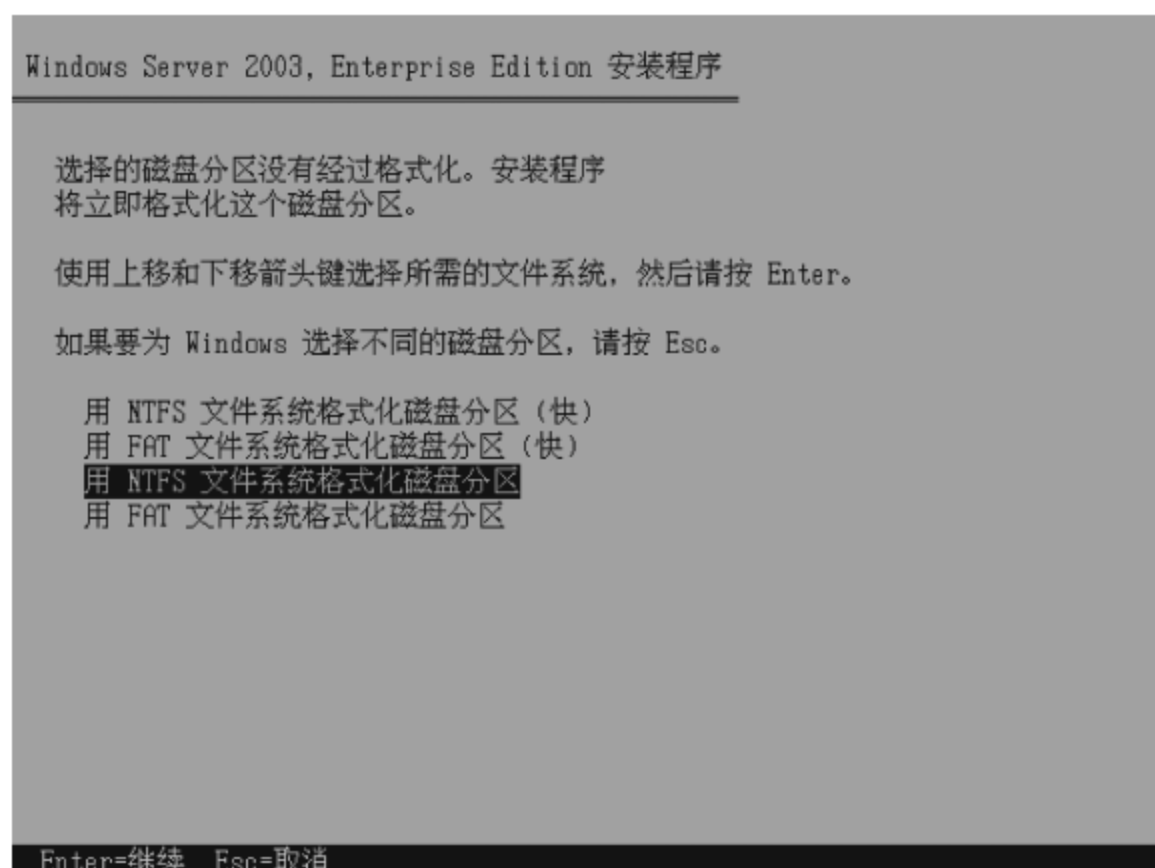 Windows Server 2003, Enterprise Edition 安装程序
选择的磁盘分区没有经过格式化。安装程序
将立即格式化这个磁盘分区。
使用上移和下移箭头键选择所需的文件系统，然后请按 Enter。
如果要为 Windows 选择不同的磁盘分区，请按 Esc。
用 NTFS 文件系统格式化磁盘分区（快）
用 FAT 文件系统格式化磁盘分区（快）
用 NTFS 文件系统格式化磁盘分区
用 FAT 文件系统格式化磁盘分区
Enter=继续 Esc=取消